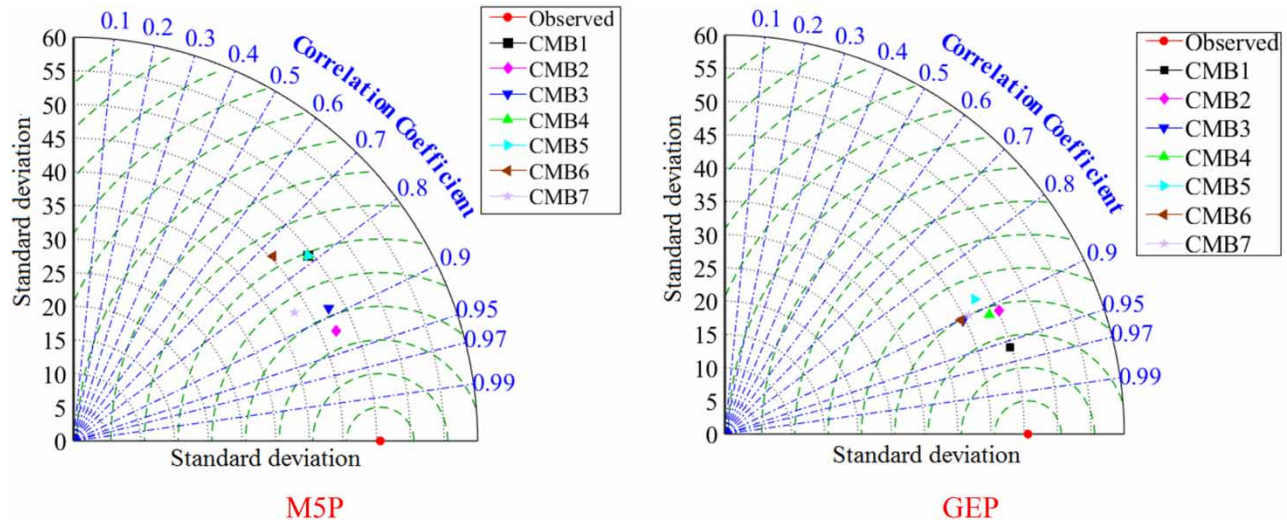 60
55
50
45
40
35
30
25
20
15
10
5
0
Standard deviation
Standard deviation
0.1
0.2
0.3
0.4
0.5
0.6
0.7
0.8
0.9
0.95
0.97
0.99
Correlation Coefficient
Observed
CMB1
CMB2
CMB3
CMB4
CMB5
CMB6
CMB7
M5P
60
55
50
45
40
35
30
25
20
15
10
5
0
Standard deviation
Standard deviation
0.1
0.2
0.3
0.4
0.5
0.6
0.7
0.8
0.9
0.95
0.97
0.99
Correlation Coefficient
Observed
CMB1
CMB2
CMB3
CMB4
CMB5
CMB6
CMB7
GEP